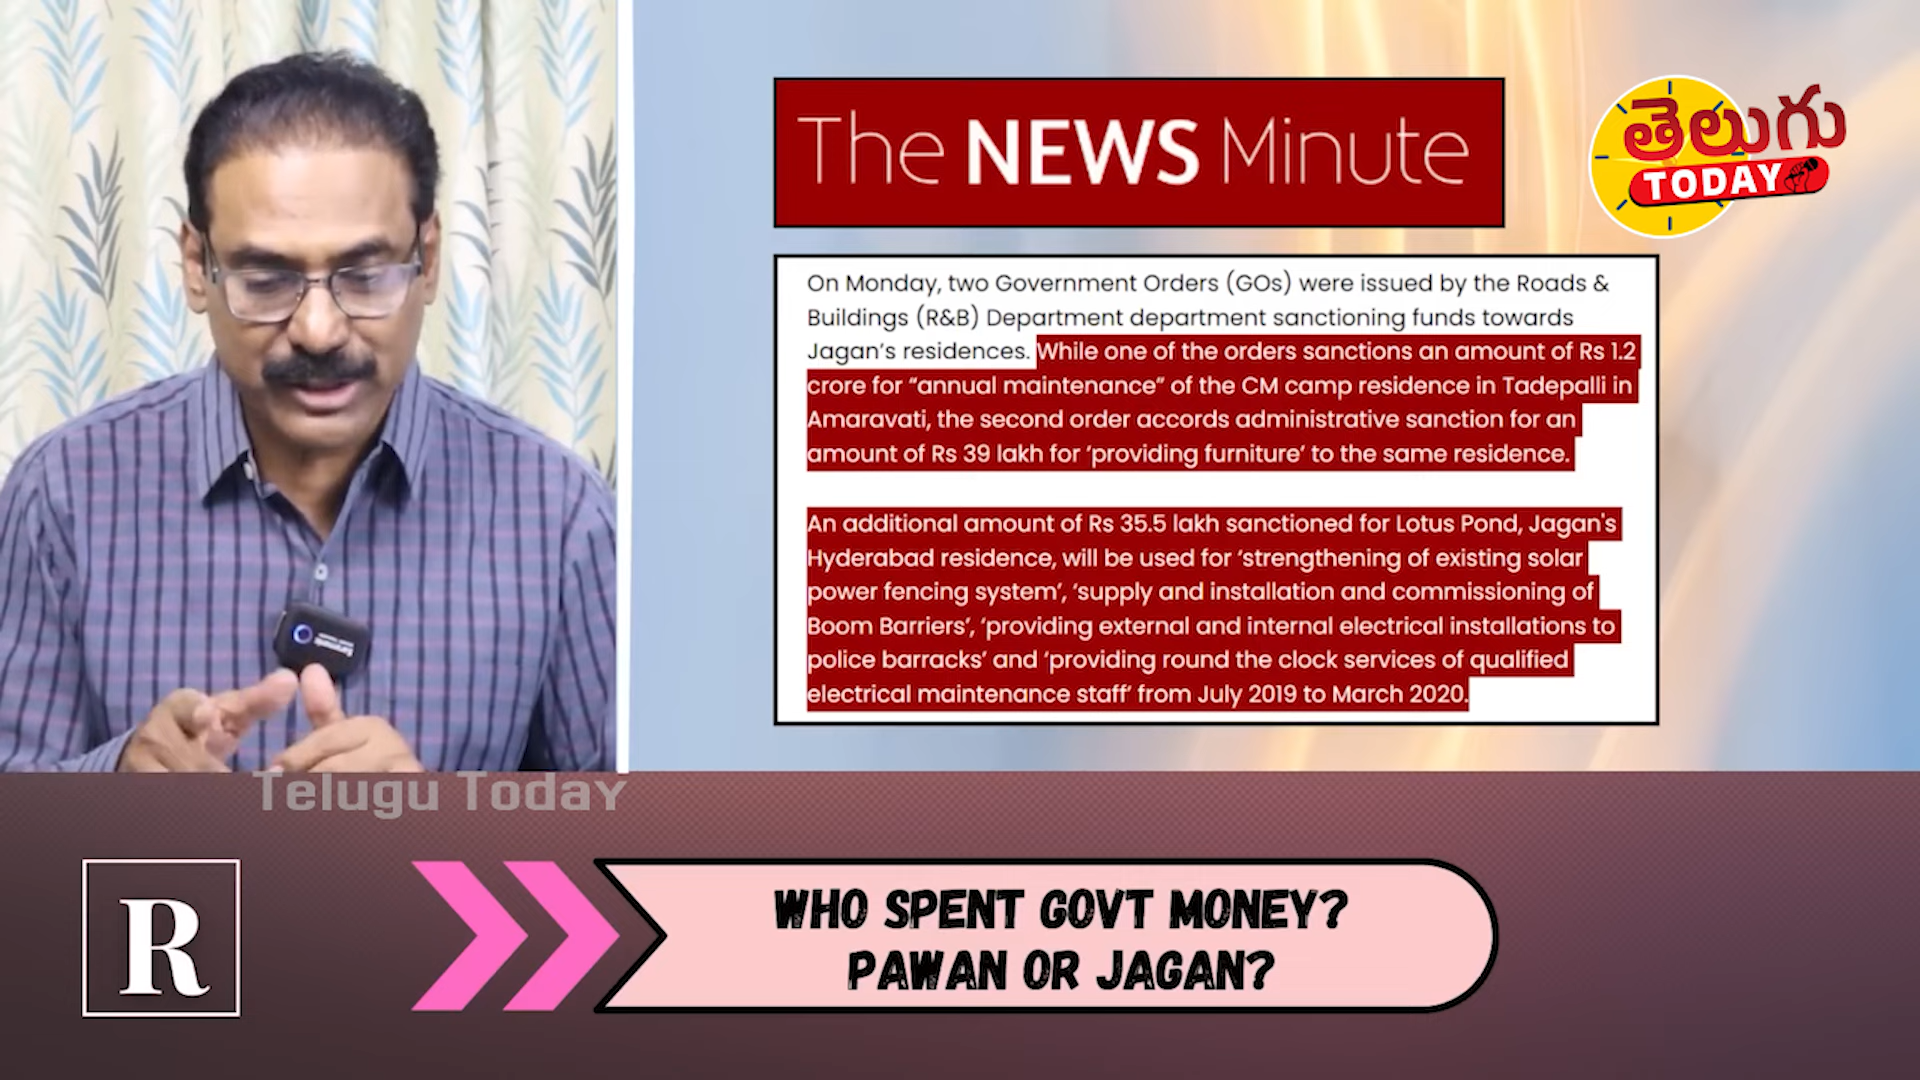 The NEWS Minute
తెలుగు
TODAY
On Monday, two Government Orders (GOs) were issued by the Roads &
Buildings (R&B) Department department sanctioning funds towards
Jagan's residences. While one of the orders sanctions an amount of Rs 1.2
crore for “annual maintenance” of the CM camp residence in Tadepalli in
Amaravati, the second order accords administrative sanction for an
amount of Rs 39 lakh for ‘providing furniture’ to the same residence.
An additional amount of Rs 35.5 lakh sanctioned for Lotus Pond, Jagan's
Hyderabad residence, will be used for ‘strengthening of existing solar
power fencing system’, ‘supply and installation and commissioning of
Boom Barriers’, ‘providing external and internal electrical installations to
police barracks’ and ‘providing round the clock services of qualified
electrical maintenance staff’ from July 2019 to March 2020.
Telugu Today
R
WHO SPENT GOVT MONEY?
PAWAN OR JAGAN?